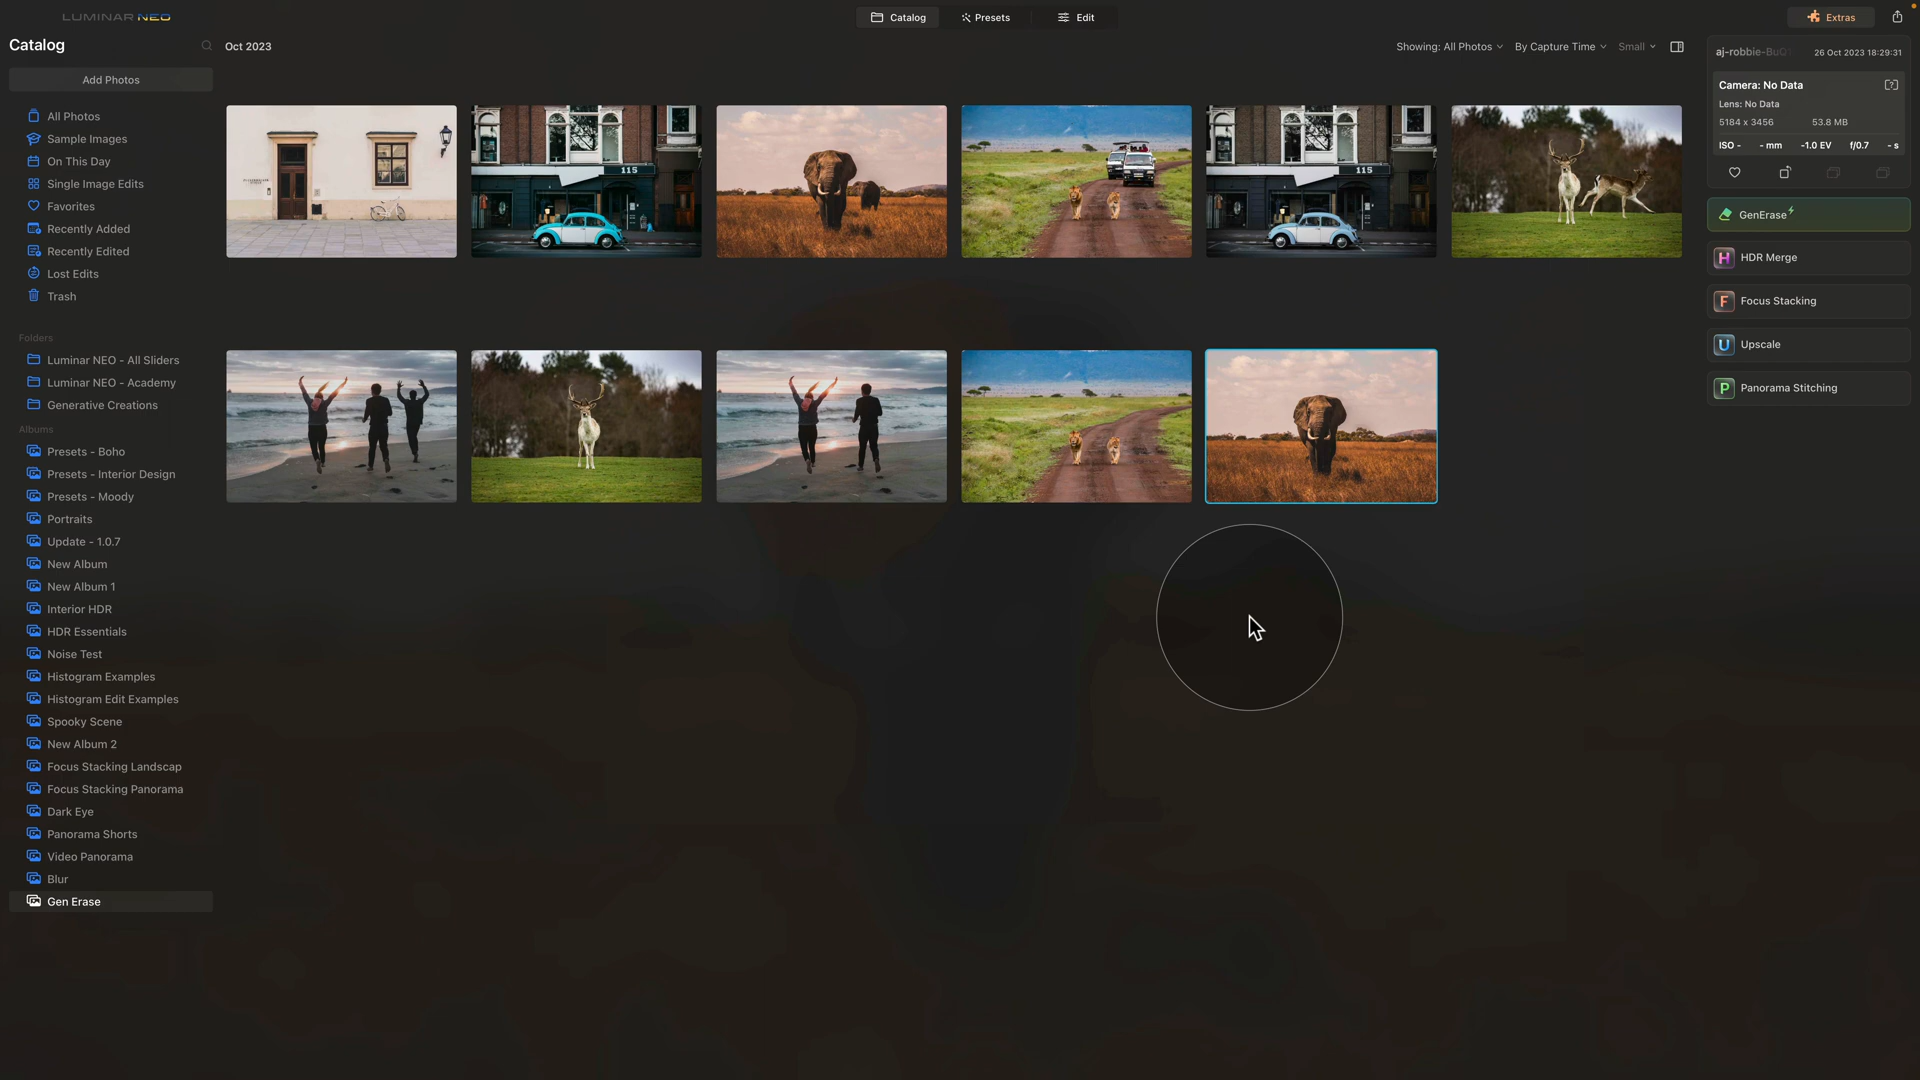 LUMINAR NEO
Catalog
Presets
Edit
Extras
Catalog
Oct 2023
Showing: All Photos
By Capture Time
Small
Add Photos
All Photos
Sample Images
On This Day
Single Image Edits
Favorites
Recently Added
Recently Edited
Lost Edits
Trash
Folders
Luminar NEO - All Sliders
Luminar NEO - Academy
Generative Creations
Albums
Presets - Boho
Presets - Interior Design
Presets - Moody
Portraits
Update - 1.0.7
New Album
New Album 1
Interior HDR
HDR Essentials
Noise Test
Histogram Examples
Histogram Edit Examples
Spooky Scene
New Album 2
Focus Stacking Landscap
Focus Stacking Panorama
Dark Eye
Panorama Shorts
Video Panorama
Blur
Gen Erase
115
115
aj-robbie-BuQ1
26 Oct 2023 18:29:31
Camera: No Data
Lens: No Data
5184 x 3456
53.8 MB
ISO -
- mm
-1.0 EV
f/0.7
- s
GenErase
H HDR Merge
F Focus Stacking
U Upscale
P Panorama Stitching